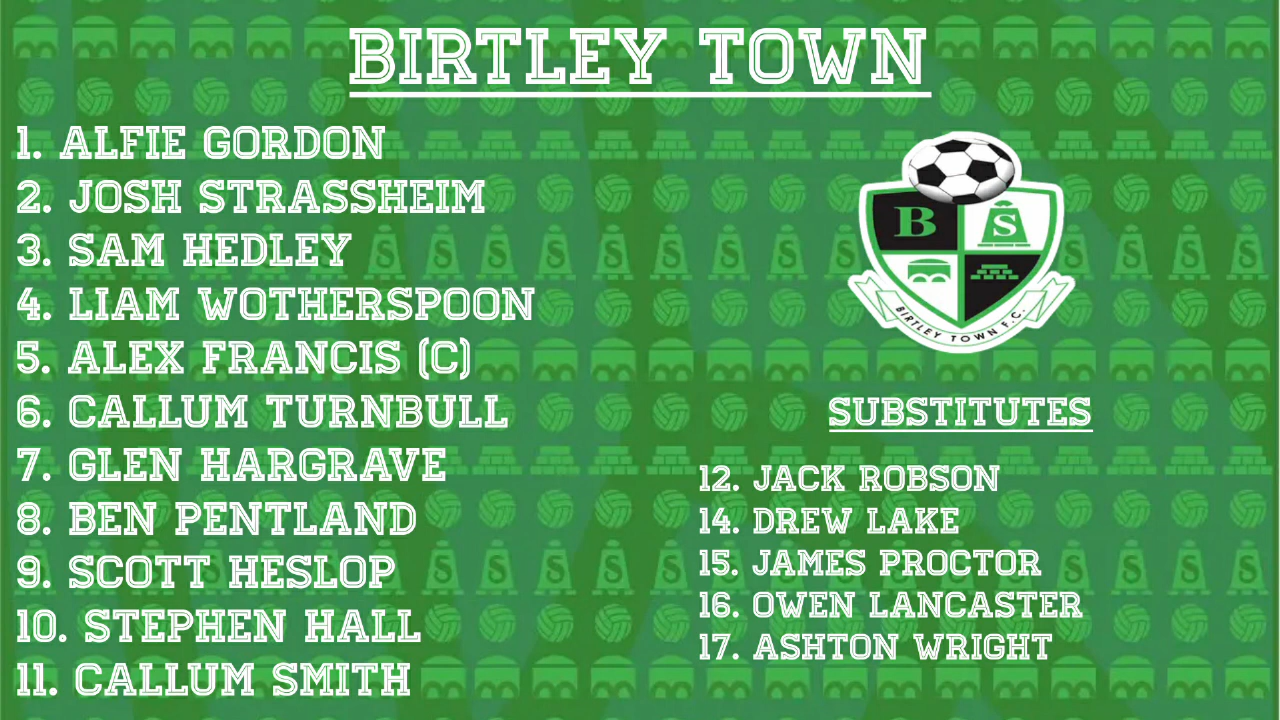 BIRTLEY TOWN
1. ALFIE GORDON
2. JOSH STRASSHEIM
3. SAM HEDLEY
4. LIAM WOTHERSPOON
5. ALEX FRANCIS (C)
6. CALLUM TURNBULL
7. GLEN HARGRAVE
8. BEN PENTLAND
9. SCOTT HESLOP
10. STEPHEN HALL
11. CALLUM SMITH
B S
BIRTLEY TOWN F.C.
SUBSTITUTES
12. JACK ROBSON
14. DREW LAKE
15. JAMES PROCTOR
16. OWEN LANCASTER
17. ASHTON WRIGHT